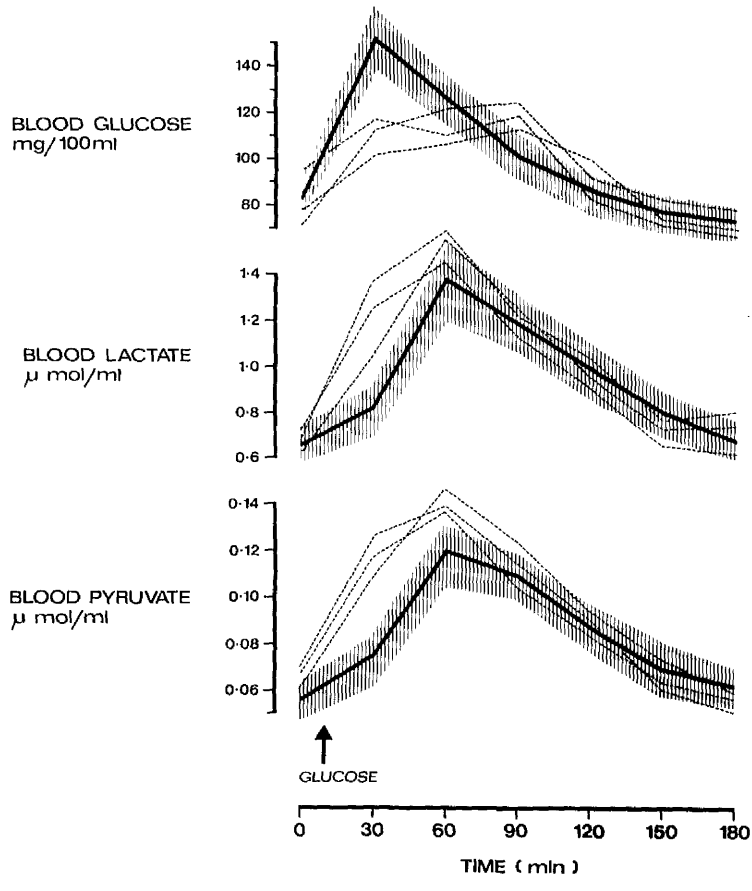 BLOOD GLUCOSE
mg/100ml
140
120
100
80
BLOOD LACTATE
µ mol/ml
1·4
1·2
1·0
0·8
0·6
BLOOD PYRUVATE
µ mol/ml
0·14
0·12
0·10
0·08
0·06
GLUCOSE
0 30 60 90 120 150 180
TIME (min)